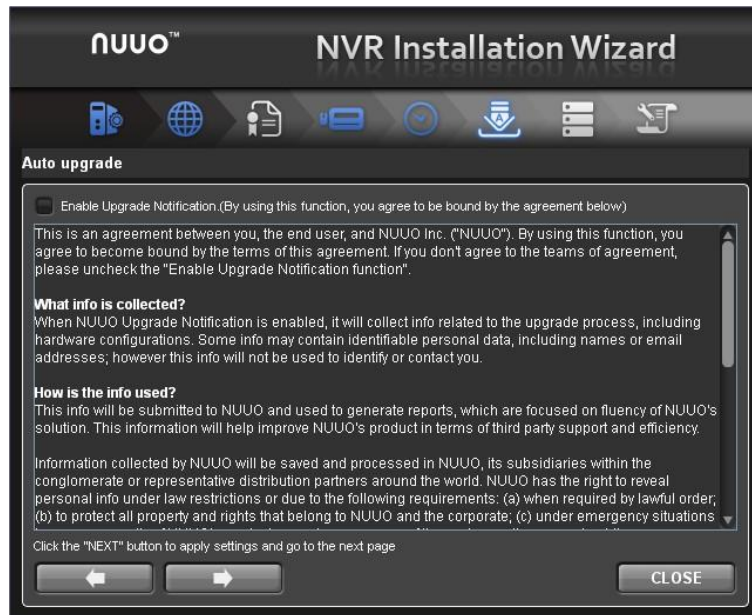 nuuo™
NVR Installation Wizard
A
Auto upgrade
Enable Upgrade Notification.(By using this function, you agree to be bound by the agreement below)
This is an agreement between you, the end user, and NUUO Inc. ("NUUO"). By using this function, you
agree to become bound by the terms of this agreement. If you don't agree to the teams of agreement,
please uncheck the "Enable Upgrade Notification function".
What info is collected?
When NUUO Upgrade Notification is enabled, it will collect info related to the upgrade process, including
hardware configurations. Some info may contain identifiable personal data, including names or email
addresses; however this info will not be used to identify or contact you.
How is the info used?
This info will be submitted to NUUO and used to generate reports, which are focused on fluency of NUUO's
solution. This information will help improve NUUO's product in terms of third party support and efficiency.
Information collected by NUUO will be saved and processed in NUUO, its subsidiaries within the
conglomerate or representative distribution partners around the world. NUUO has the right to reveal
personal info under law restrictions or due to the following requirements: (a) when required by lawful order;
(b) to protect all property and rights that belong to NUUO and the corporate; (c) under emergency situations
Click the "NEXT" button to apply settings and go to the next page
CLOSE